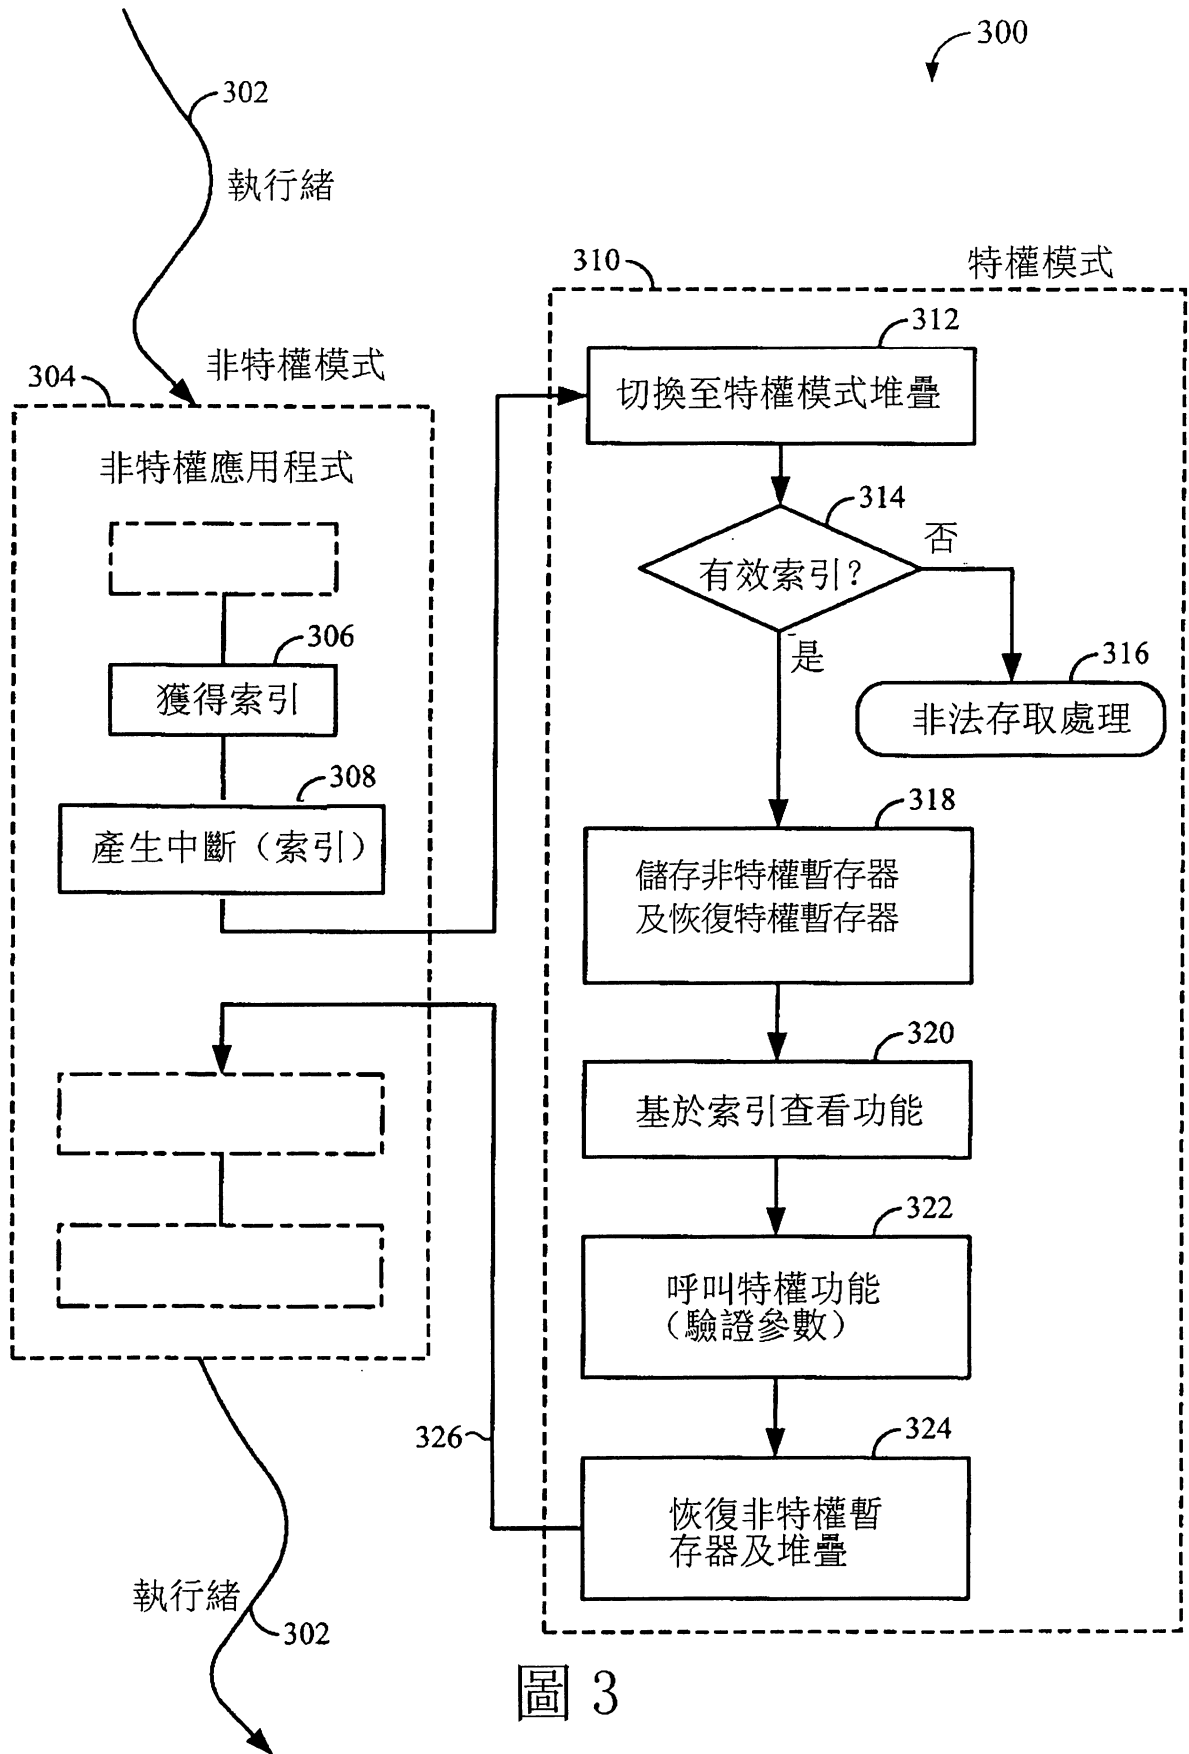 300
302
執行緒
310
特權模式
312
切換至特權模式堆疊
非特權模式
304
非特權應用程式
314
有效索引?
否
是
306
獲得索引
316
非法存取處理
308
產生中斷(索引)
318
儲存非特權暫存器
及恢復特權暫存器
320
基於索引查看功能
322
呼叫特權功能
(驗證參數)
326
324
恢復非特權暫
存器及堆疊
執行緒
302
圖 3